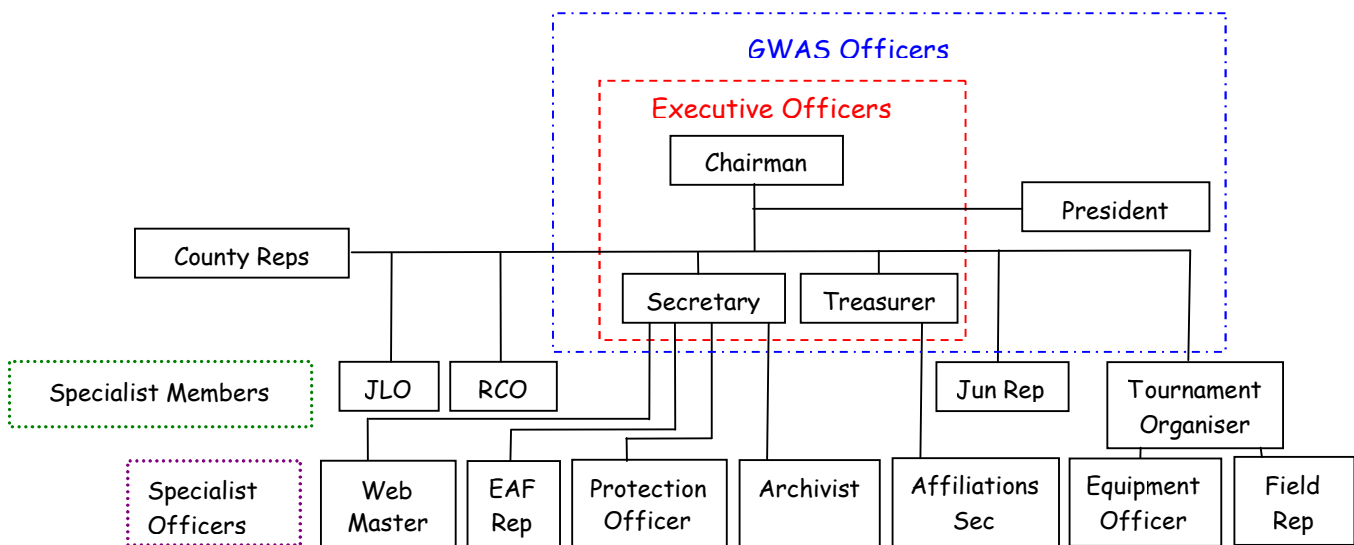 GWAS Officers
Executive Officers
Chairman
President
County Reps
Secretary
Treasurer
Specialist Members
JLO
RCO
Jun Rep
Tournament
Organiser
Specialist
Officers
Web
Master
EAF
Rep
Protection
Officer
Archivist
Affiliations
Sec
Equipment
Officer
Field
Rep